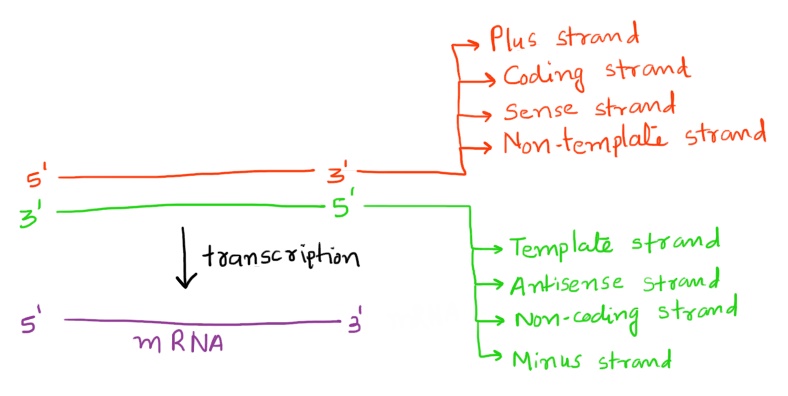 Plus strand
Coding strand
Sense strand
Non-template strand
5' 3'
3' 5'
transcription
Template strand
Antisense strand
Non-coding strand
Minus strand
5' 3'
mRNA